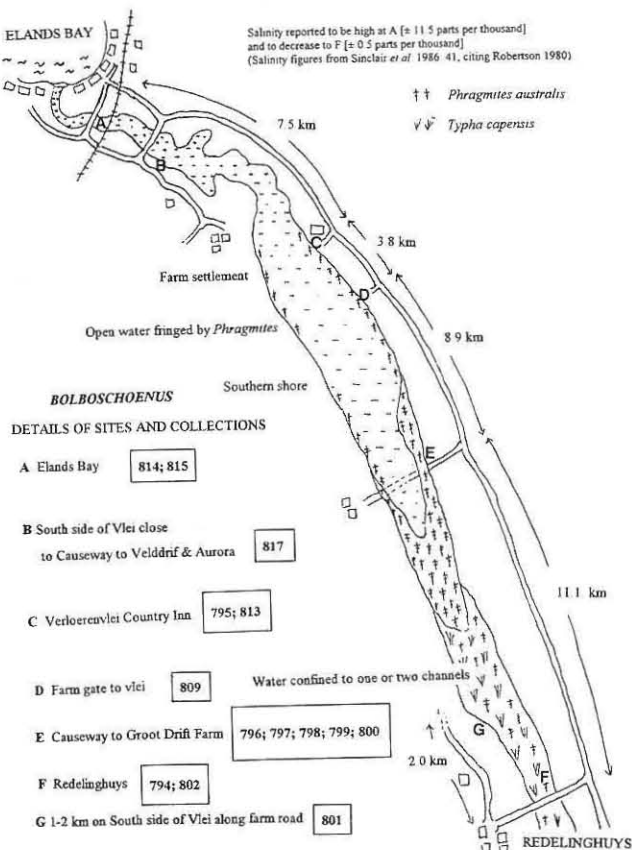 ELANDS BAY
Salinity reported to be high at A [± 11 5 parts per thousand]
and to decrease to F [± 0 5 parts per thousand]
(Salinity figures from Sinclair et al 1986 41, citing Robertson 1980)
Phragmites australis
Typha capensis
7.5 km
A
B
C
3 8 km
D
Farm settlement
8 9 km
Open water fringed by Phragmites
Southern shore
BOLBOSCHOENUS
DETAILS OF SITES AND COLLECTIONS
E
A Elands Bay 814; 815
B South side of Vlei close
to Causeway to Velddrif & Aurora 817
11.1 km
C Verloerenvlei Country Inn 795; 813
D Farm gate to vlei 809
Water confined to one or two channels
E Causeway to Groot Drift Farm 796; 797; 798; 799; 800
G
2 0 km
F
F Redelinghuys 794; 802
G 1-2 km on South side of Vlei along farm road 801
REDELINGHUYS